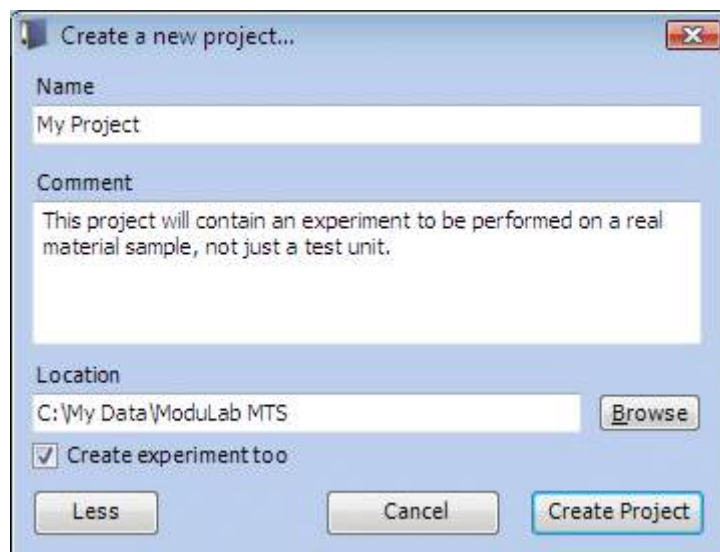 Create a new project...
Name
My Project
Comment
This project will contain an experiment to be performed on a real
material sample, not just a test unit.
Location
C:\My Data\ModuLab MTS
Browse
Create experiment too
Less
Cancel
Create Project